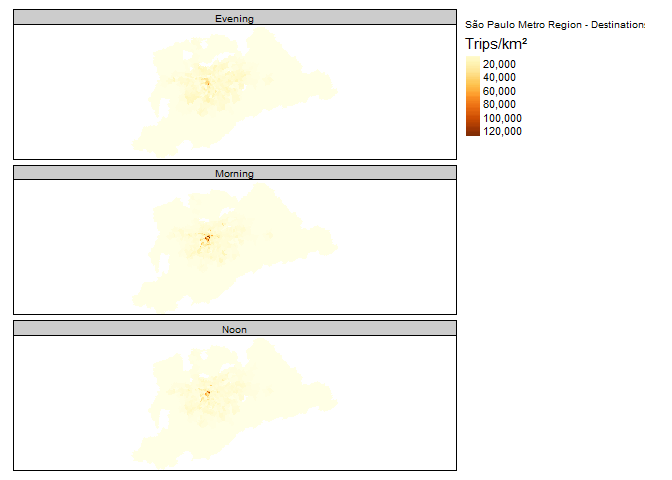 Evening
Morning
Noon
São Paulo Metro Region - Destinations
Trips/km²
20,000
40,000
60,000
80,000
100,000
120,000